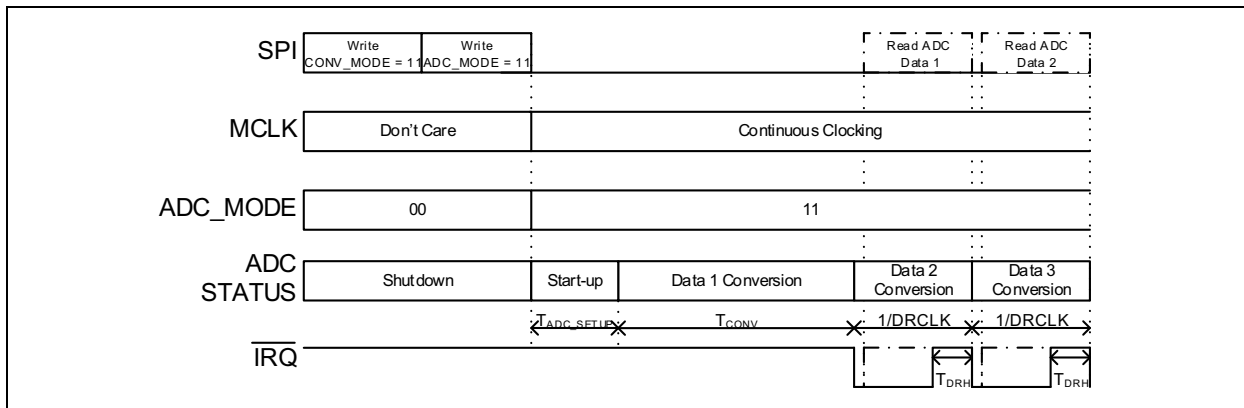 SPI
Write
CONV_MODE = 11
Write
ADC_MODE = 11
Read ADC
Data 1
Read ADC
Data 2
MCLK
Don't Care
Continuous Clocking
ADC_MODE
00
11
ADC
STATUS
Shutdown
Start-up
Data 1 Conversion
Data 2
Conversion
Data 3
Conversion
TADC_SETUP
TCONV
1/DRCLK
1/DRCLK
IRQ
TDRH
TDRH